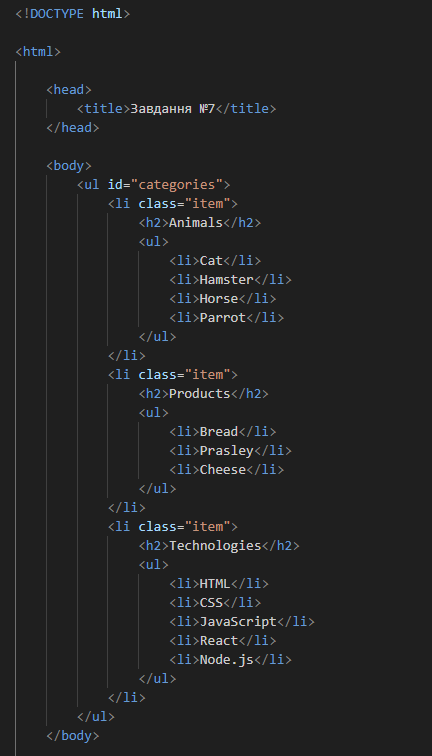 <!DOCTYPE html>
<html>
<head>
<title>Завдання №7</title>
</head>
<body>
<ul id="categories">
<li class="item">
<h2>Animals</h2>
<ul>
<li>Cat</li>
<li>Hamster</li>
<li>Horse</li>
<li>Parrot</li>
</ul>
</li>
<li class="item">
<h2>Products</h2>
<ul>
<li>Bread</li>
<li>Prasley</li>
<li>Cheese</li>
</ul>
</li>
<li class="item">
<h2>Technologies</h2>
<ul>
<li>HTML</li>
<li>CSS</li>
<li>JavaScript</li>
<li>React</li>
<li>Node.js</li>
</ul>
</li>
</ul>
</body>